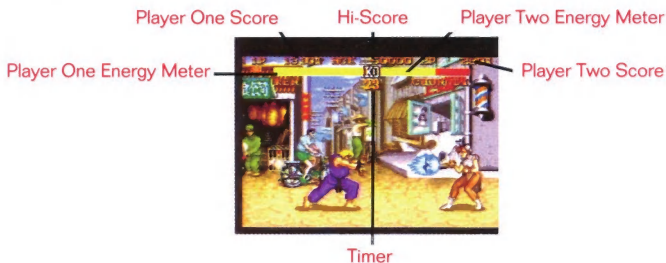 Player One Score
Hi-Score
Player Two Energy Meter
Player One Energy Meter
KO
Player Two Score
Timer